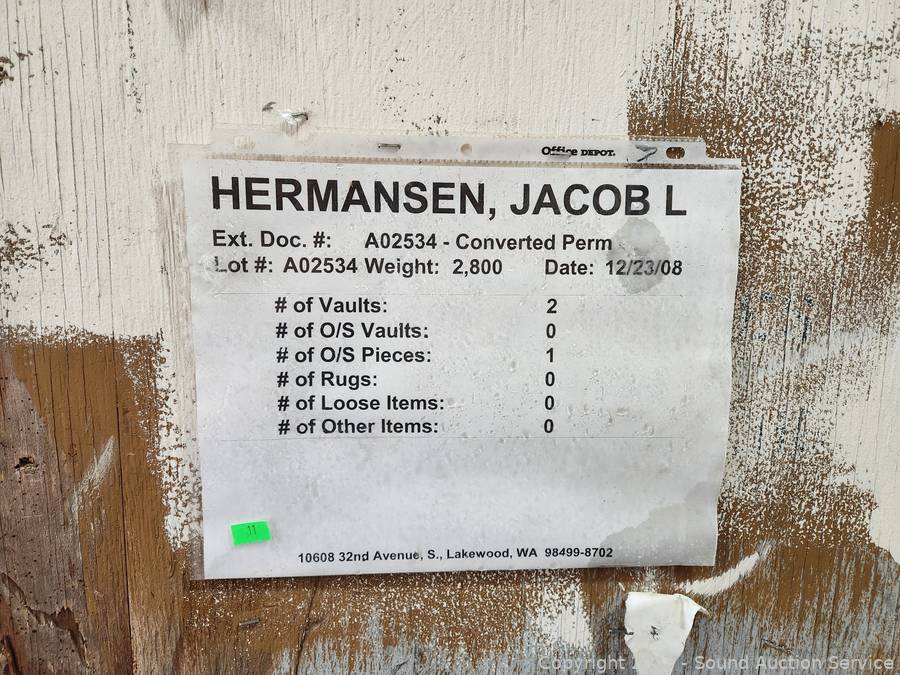 Office DEPOT.
HERMANSEN, JACOB L
Ext. Doc. #: A02534 - Converted Perm
Lot #: A02534 Weight: 2,800 Date: 12/23/08
# of Vaults: 2
# of O/S Vaults: 0
# of O/S Pieces: 1
# of Rugs: 0
# of Loose Items: 0
# of Other Items: 0
11
10608 32nd Avenue, S., Lakewood, WA 98499-8702
Copyright - Sound Auction Service